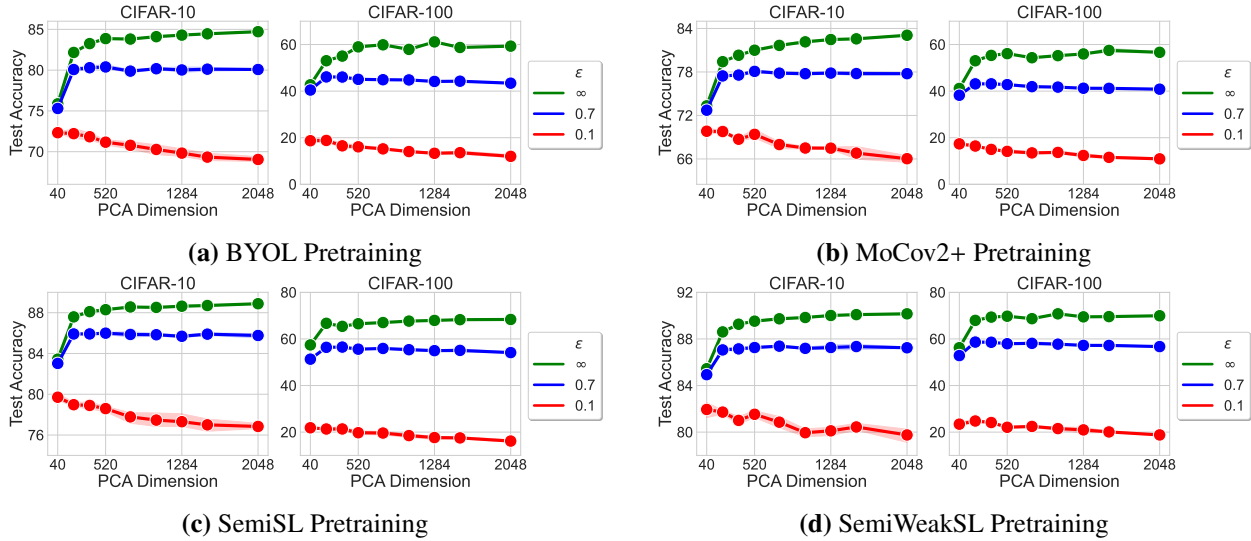 CIFAR-10
CIFAR-100
Test Accuracy
85
80
75
70
60
40
20
0
40
520
1284
2048
40
520
1284
2048
PCA Dimension
PCA Dimension
ε
∞
0.7
0.1
(a) BYOL Pretraining
CIFAR-10
CIFAR-100
Test Accuracy
84
78
72
66
60
40
20
0
40
520
1284
2048
40
520
1284
2048
PCA Dimension
PCA Dimension
ε
∞
0.7
0.1
(b) MoCov2+ Pretraining
CIFAR-10
CIFAR-100
Test Accuracy
88
84
80
76
80
60
40
20
40
520
1284
2048
40
520
1284
2048
PCA Dimension
PCA Dimension
ε
∞
0.7
0.1
(c) SemiSL Pretraining
CIFAR-10
CIFAR-100
Test Accuracy
92
88
84
80
80
60
40
20
40
520
1284
2048
40
520
1284
2048
PCA Dimension
PCA Dimension
ε
∞
0.7
0.1
(d) SemiWeakSL Pretraining